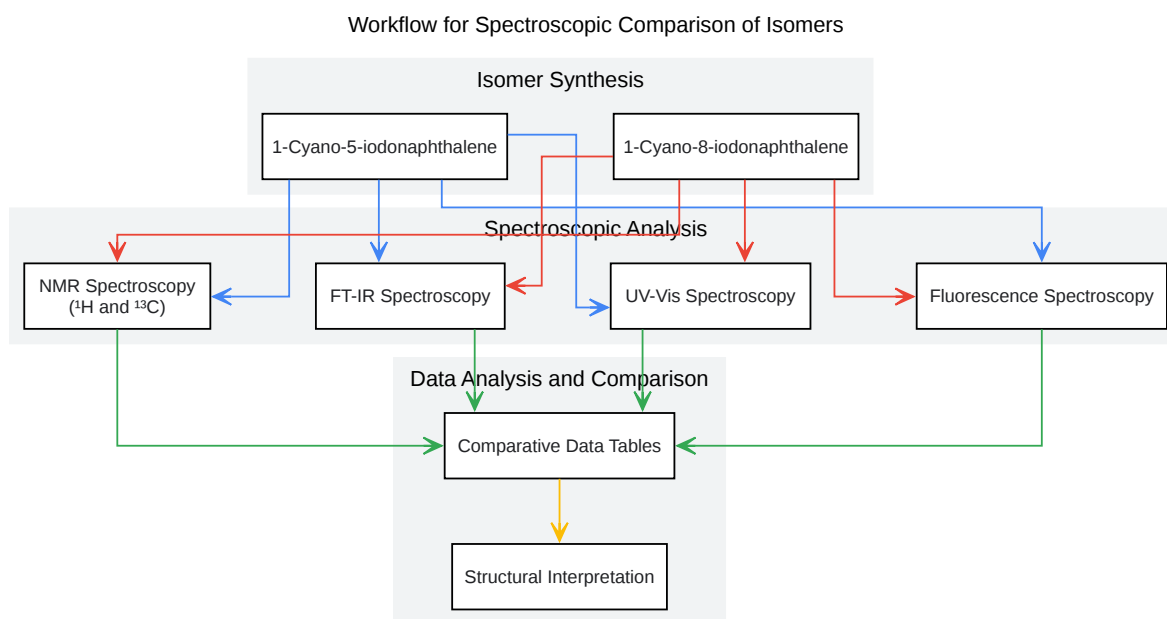 Workflow for Spectroscopic Comparison of Isomers
Isomer Synthesis
1-Cyano-5-iodonaphthalene
1-Cyano-8-iodonaphthalene
Spectroscopic Analysis
NMR Spectroscopy
(¹H and ¹³C)
FT-IR Spectroscopy
UV-Vis Spectroscopy
Fluorescence Spectroscopy
Data Analysis and Comparison
Comparative Data Tables
Structural Interpretation